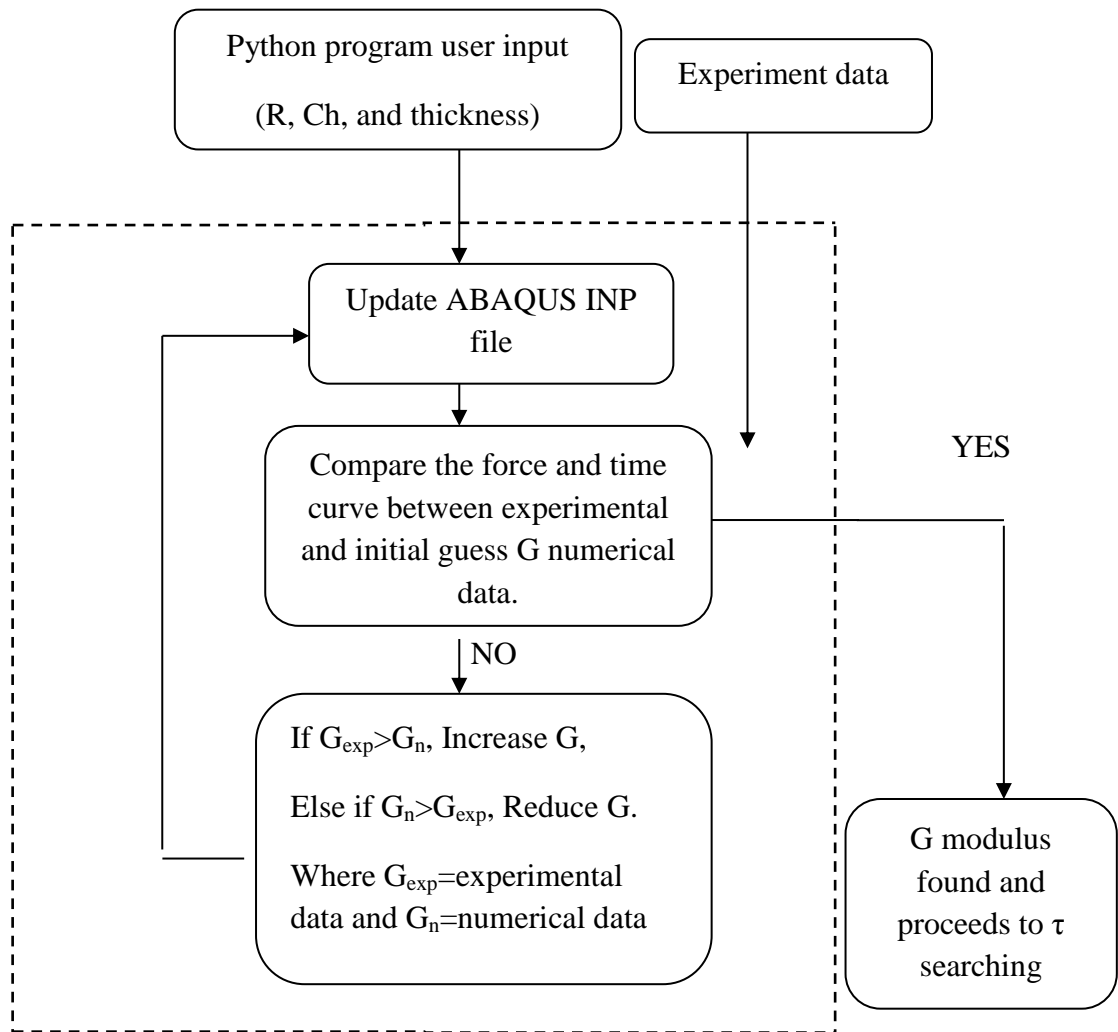 Python program user input
(R, Ch, and thickness)
Experiment data
Update ABAQUS INP
file
Compare the force and time
curve between experimental
and initial guess G numerical
data.
YES
NO
If Gexp>Gn, Increase G,
Else if Gn>Gexp, Reduce G.
Where Gexp=experimental
data and Gn=numerical data
G modulus
found and
proceeds to τ
searching